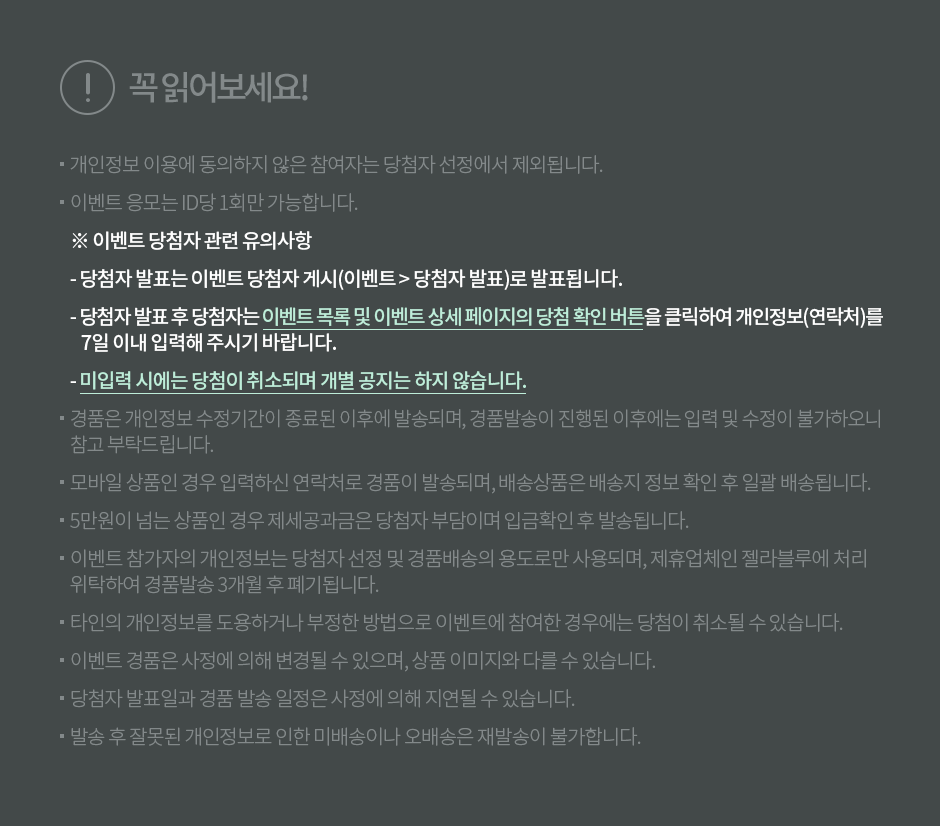 ! 꼭 읽어보세요!
▪ 개인정보 이용에 동의하지 않은 참여자는 당첨자 선정에서 제외됩니다.
▪ 이벤트 응모는 ID당 1회만 가능합니다.
※ 이벤트 당첨자 관련 유의사항
- 당첨자 발표는 이벤트 당첨자 게시(이벤트 > 당첨자 발표)로 발표됩니다.
- 당첨자 발표 후 당첨자는 이벤트 목록 및 이벤트 상세 페이지의 당첨 확인 버튼을 클릭하여 개인정보(연락처)를
7일 이내 입력해 주시기 바랍니다.
- 미입력 시에는 당첨이 취소되며 개별 공지는 하지 않습니다.
▪ 경품은 개인정보 수정기간이 종료된 이후에 발송되며, 경품발송이 진행된 이후에는 입력 및 수정이 불가하오니
참고 부탁드립니다.
▪ 모바일 상품인 경우 입력하신 연락처로 경품이 발송되며, 배송상품은 배송지 정보 확인 후 일괄 배송됩니다.
▪ 5만원이 넘는 상품인 경우 제세공과금은 당첨자 부담이며 입금확인 후 발송됩니다.
▪ 이벤트 참가자의 개인정보는 당첨자 선정 및 경품배송의 용도로만 사용되며, 제휴업체인 젤라블루에 처리
위탁하여 경품발송 3개월 후 폐기됩니다.
▪ 타인의 개인정보를 도용하거나 부정한 방법으로 이벤트에 참여한 경우에는 당첨이 취소될 수 있습니다.
▪ 이벤트 경품은 사정에 의해 변경될 수 있으며, 상품 이미지와 다를 수 있습니다.
▪ 당첨자 발표일과 경품 발송 일정은 사정에 의해 지연될 수 있습니다.
▪ 발송 후 잘못된 개인정보로 인한 미배송이나 오배송은 재발송이 불가합니다.